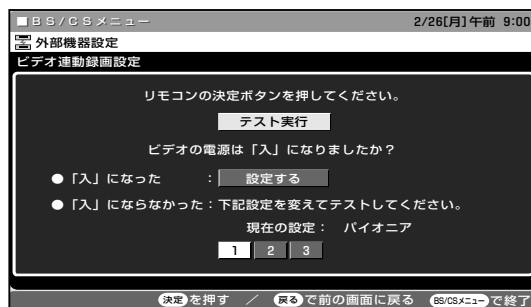 ■BS/CSメニュー 2/26[月]午前 9:00
外部機器設定
ビデオ連動録画設定
リモコンの決定ボタンを押してください。
テスト実行
ビデオの電源は「入」になりましたか？
●「入」になった ： 設定する
●「入」にならなかった：下記設定を変えてテストしてください。
現在の設定： パイオニア
1 2 3
決定を押す ／ 戻るで前の画面に戻る BS/CSメニューで終了